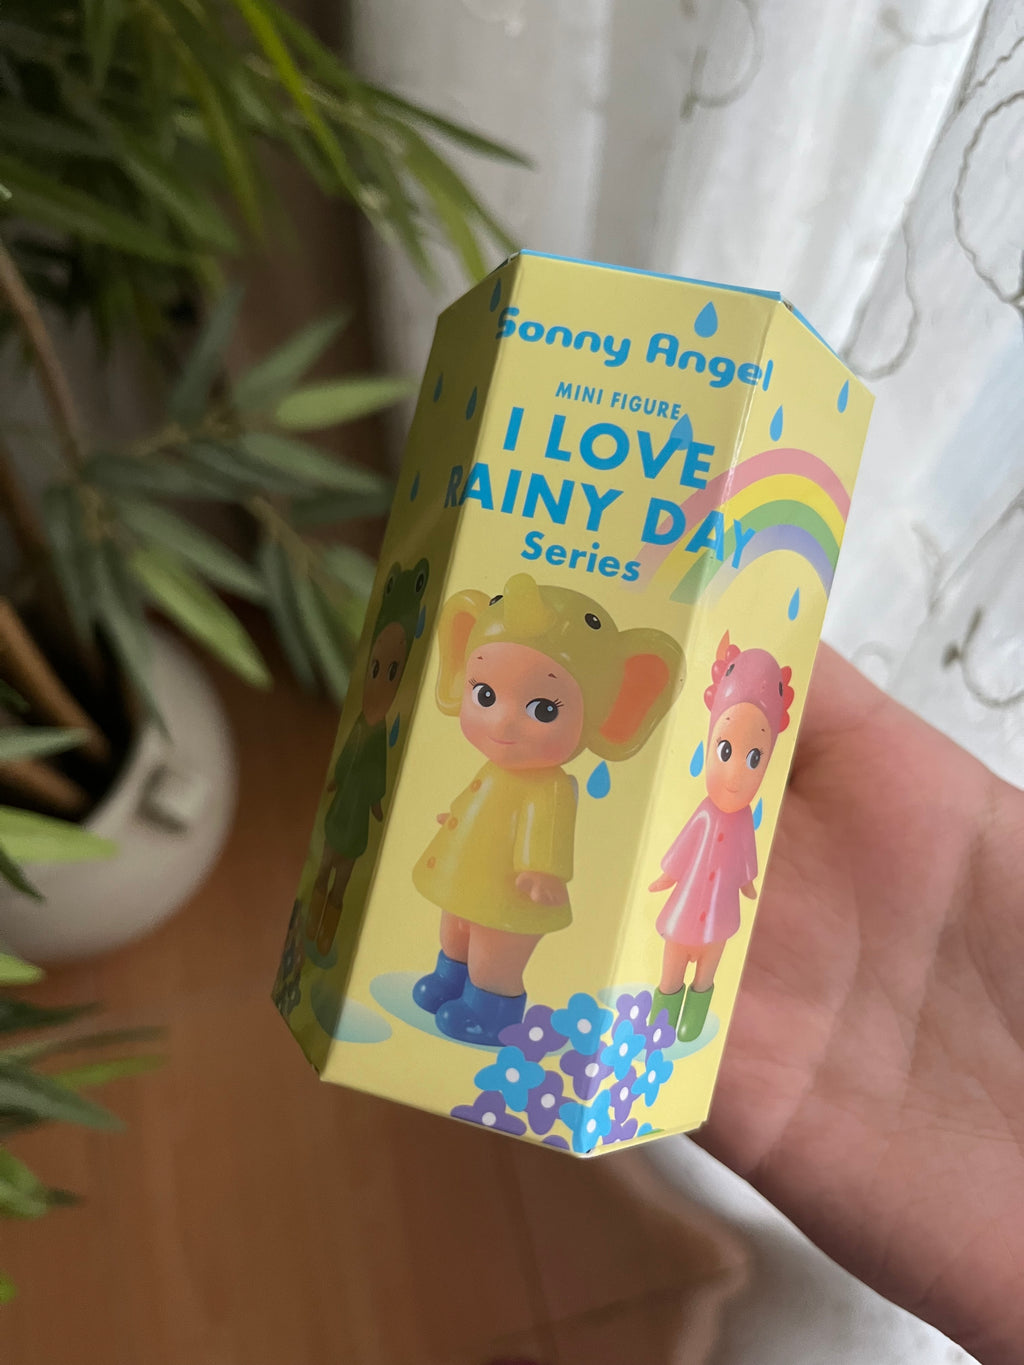 Sonny Angel
MINI FIGURE
I LOVE
RAINY DAY
Series